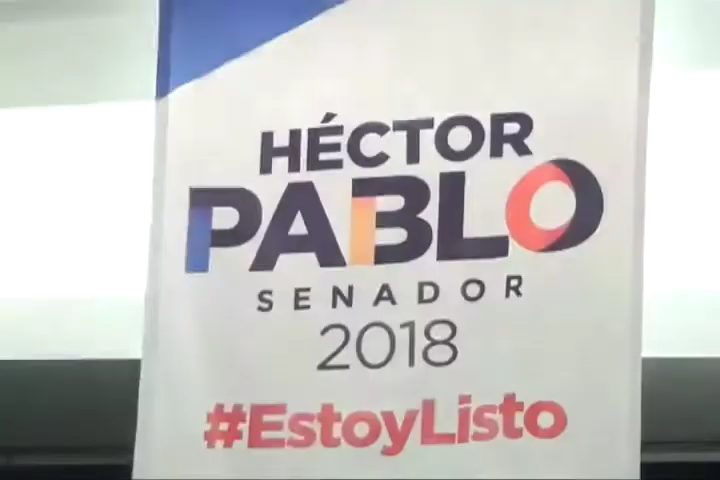 HÉCTOR
PABLO
SENADOR
2018
#EstoyListo